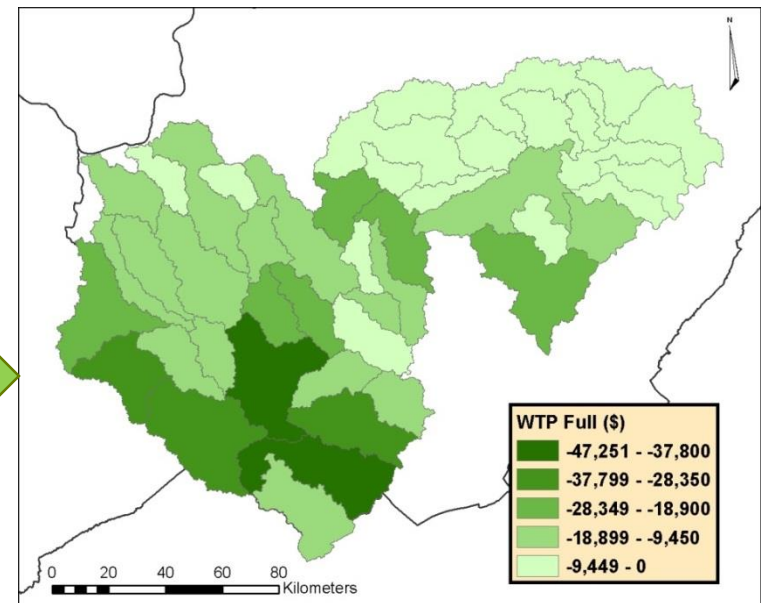 N
WTP Full ($)
-47,251 - -37,800
-37,799 - -28,350
-28,349 - -18,900
-18,899 - -9,450
-9,449 - 0
0 20 40 60 80
Kilometers